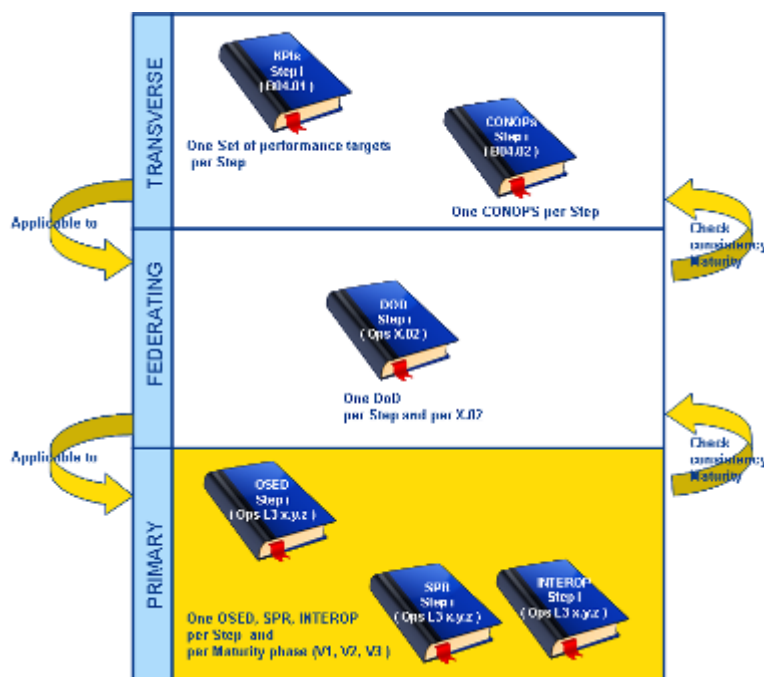 TRANSVERSE
KPIs
Step i
( B04.01 )
One Set of performance targets
per Step
CONOPs
Step i
(B04.02)
One CONOPS per Step
Applicable to
Check
consistency
Maturity
FEDERATING
DOD
Step i
( Ops X.02 )
One DoD
per Step and per X.02
Applicable to
Check
consistency
Maturity
PRIMARY
OSED
Step i
( Ops L3 x.y.z )
SPR
Step i
( Ops L3 x.y.z )
INTEROP
Step i
( Ops L3 x.y.z )
One OSED, SPR, INTEROP
per Step and
per Maturity phase (V1, V2, V3 )